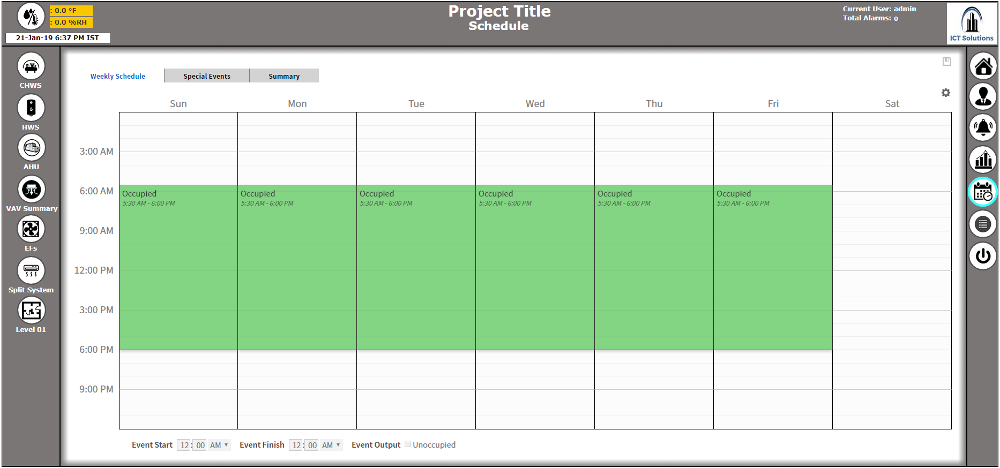 : 0.0 °F
: 0.0 %RH
21-Jan-19 6:37 PM IST
Project Title
Schedule
Current User: admin
Total Alarms: 0
ICT Solutions
CHWS
HWS
AHU
VAV Summary
EFs
Split System
Level 01
Weekly Schedule Special Events Summary
Sun Mon Tue Wed Thu Fri Sat
3:00 AM
6:00 AM
Occupied Occupied Occupied Occupied Occupied Occupied
5:30 AM - 6:00 PM 5:30 AM - 6:00 PM 5:30 AM - 6:00 PM 5:30 AM - 6:00 PM 5:30 AM - 6:00 PM 5:30 AM - 6:00 PM
9:00 AM
12:00 PM
3:00 PM
6:00 PM
9:00 PM
Event Start 12:00 AM Event Finish 12:00 AM Event Output Unoccupied